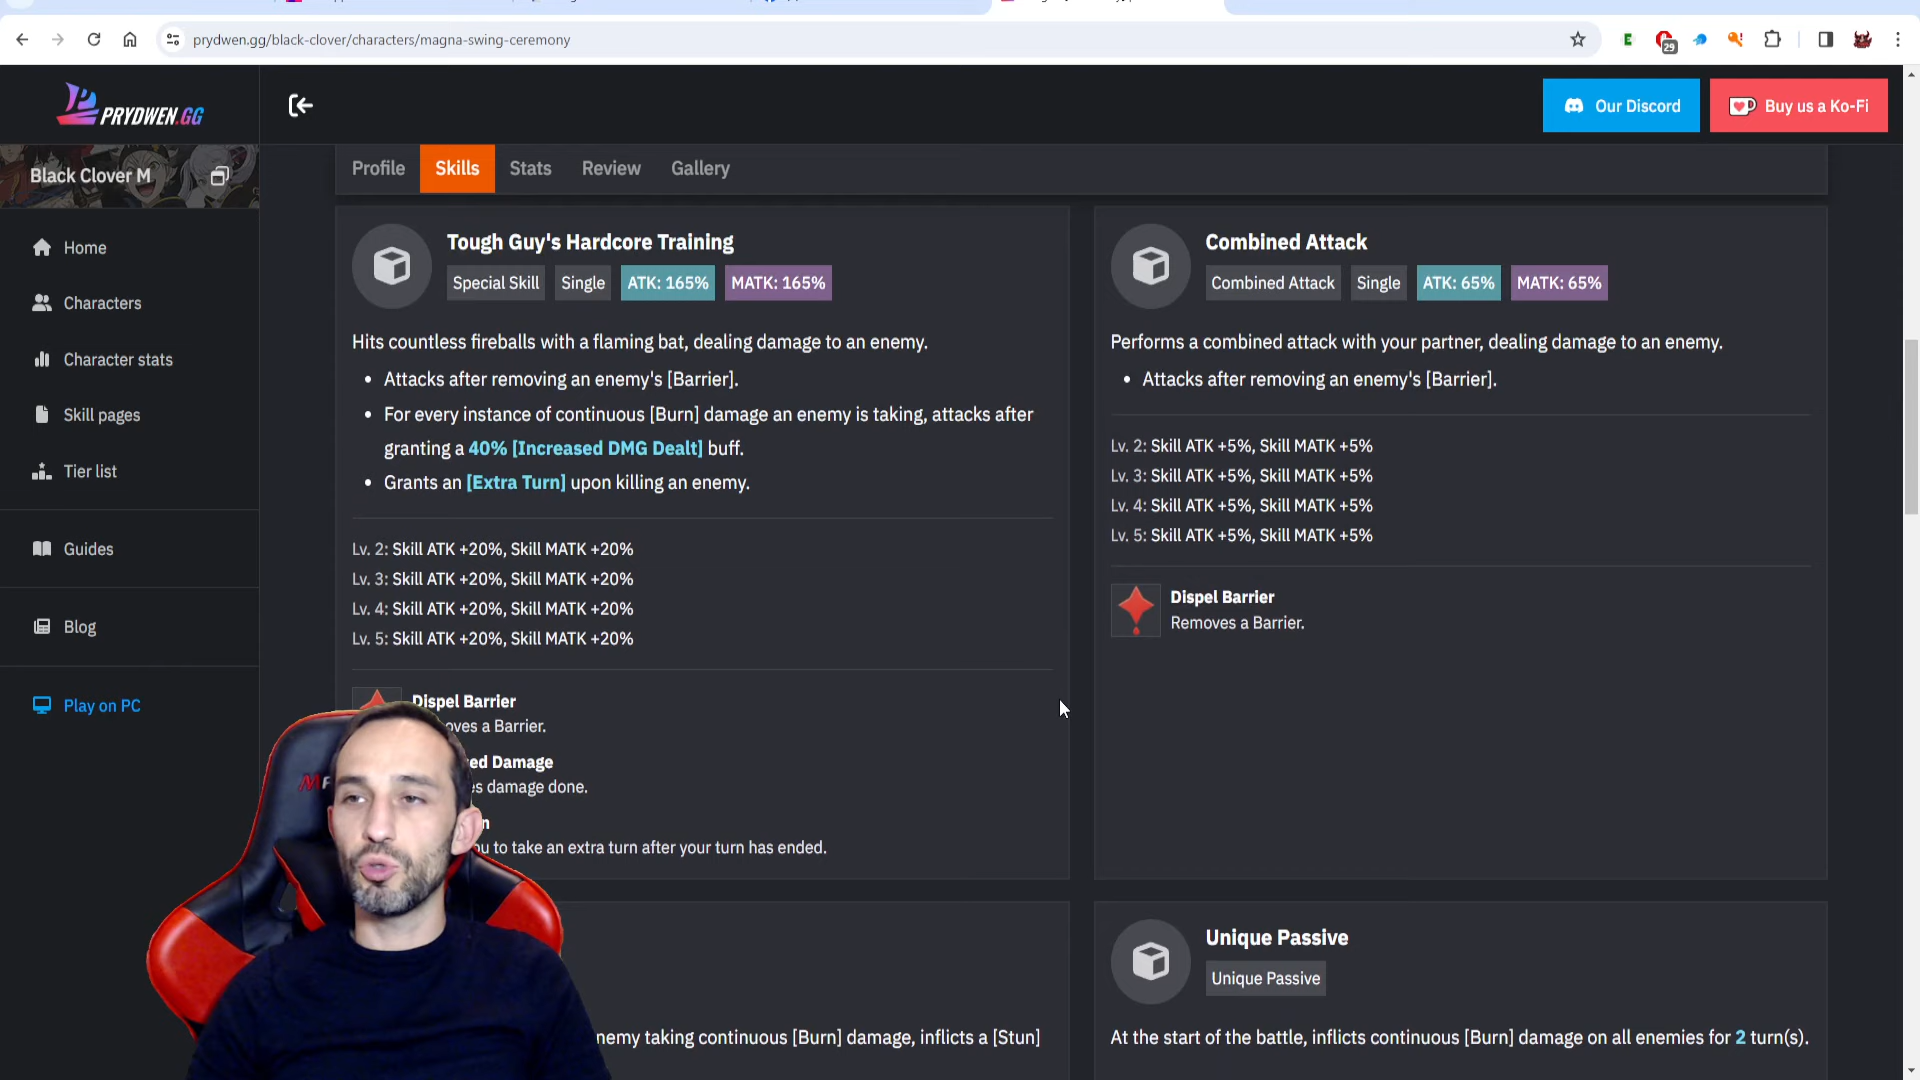 prydwen.gg/black-clover/characters/magna-swing-ceremony
29
PRYDWEN.GG
Our Discord
Buy us a Ko-Fi
Black Clover M
Home
Characters
Character stats
Skill pages
Tier list
Guides
Blog
Play on PC
Profile
Skills
Stats
Review
Gallery
Tough Guy's Hardcore Training
Special Skill
Single
ATK: 165%
MATK: 165%
Hits countless fireballs with a flaming bat, dealing damage to an enemy.
• Attacks after removing an enemy's [Barrier].
• For every instance of continuous [Burn] damage an enemy is taking, attacks after
granting a 40% [Increased DMG Dealt] buff.
• Grants an [Extra Turn] upon killing an enemy.
Lv. 2: Skill ATK +20%, Skill MATK +20%
Lv. 3: Skill ATK +20%, Skill MATK +20%
Lv. 4: Skill ATK +20%, Skill MATK +20%
Lv. 5: Skill ATK +20%, Skill MATK +20%
Dispel Barrier
a Barrier.
Damage
damage done.
to take an extra turn after your turn has ended.
taking continuous [Burn] damage, inflicts a [Stun]
Combined Attack
Combined Attack
Single
ATK: 65%
MATK: 65%
Performs a combined attack with your partner, dealing damage to an enemy.
• Attacks after removing an enemy's [Barrier].
Lv. 2: Skill ATK +5%, Skill MATK +5%
Lv. 3: Skill ATK +5%, Skill MATK +5%
Lv. 4: Skill ATK +5%, Skill MATK +5%
Lv. 5: Skill ATK +5%, Skill MATK +5%
Dispel Barrier
Removes a Barrier.
Unique Passive
Unique Passive
At the start of the battle, inflicts continuous [Burn] damage on all enemies for 2 turn(s).